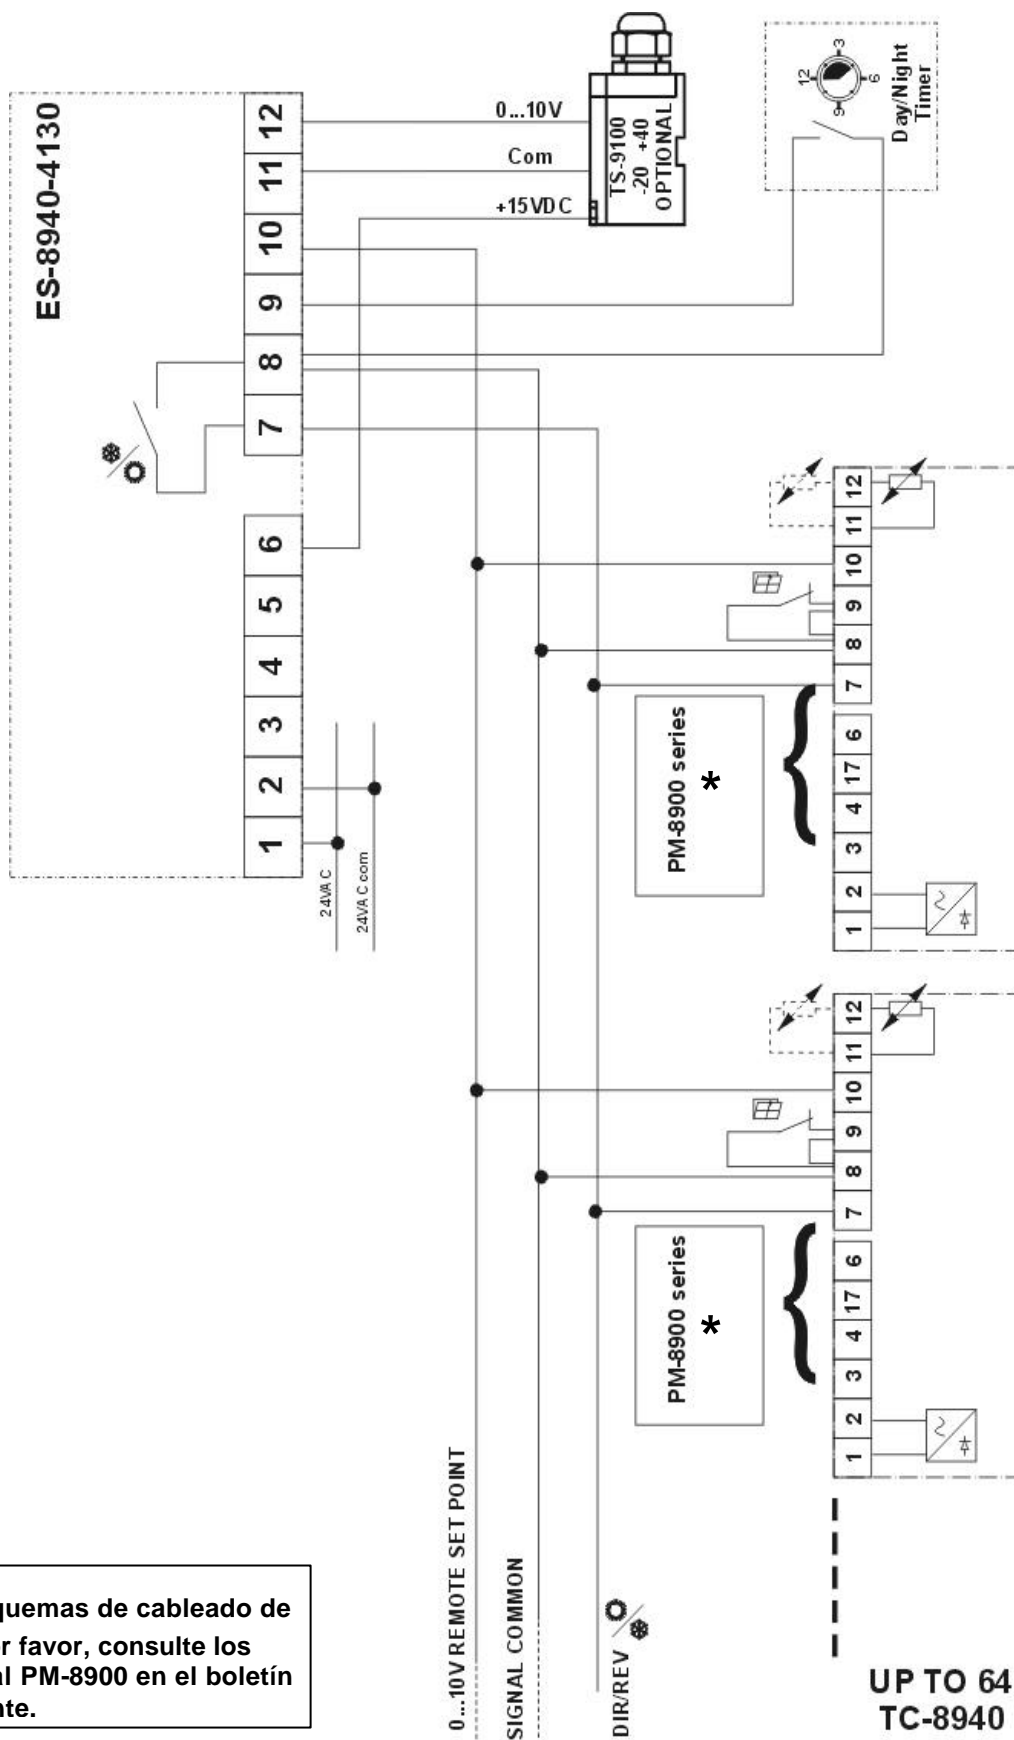 ES-8940-4130
12
11
10
9
8
7
6
5
4
3
2
1
0...10V
Com
+15VDC
TS-9100
-20 +40
OPTIONAL
12
3
6
9
Day/Night
Timer
24VAC
24VAC com
12
11
10
9
8
7
6
17
4
3
2
1
PM-8900 series
*
12
11
10
9
8
7
6
17
4
3
2
1
PM-8900 series
*
0...10V REMOTE SET POINT
SIGNAL COMMON
DIR/REV
UP TO 64
TC-8940
quemas de cableado de
r favor, consulte los
al PM-8900 en el boletín
nte.